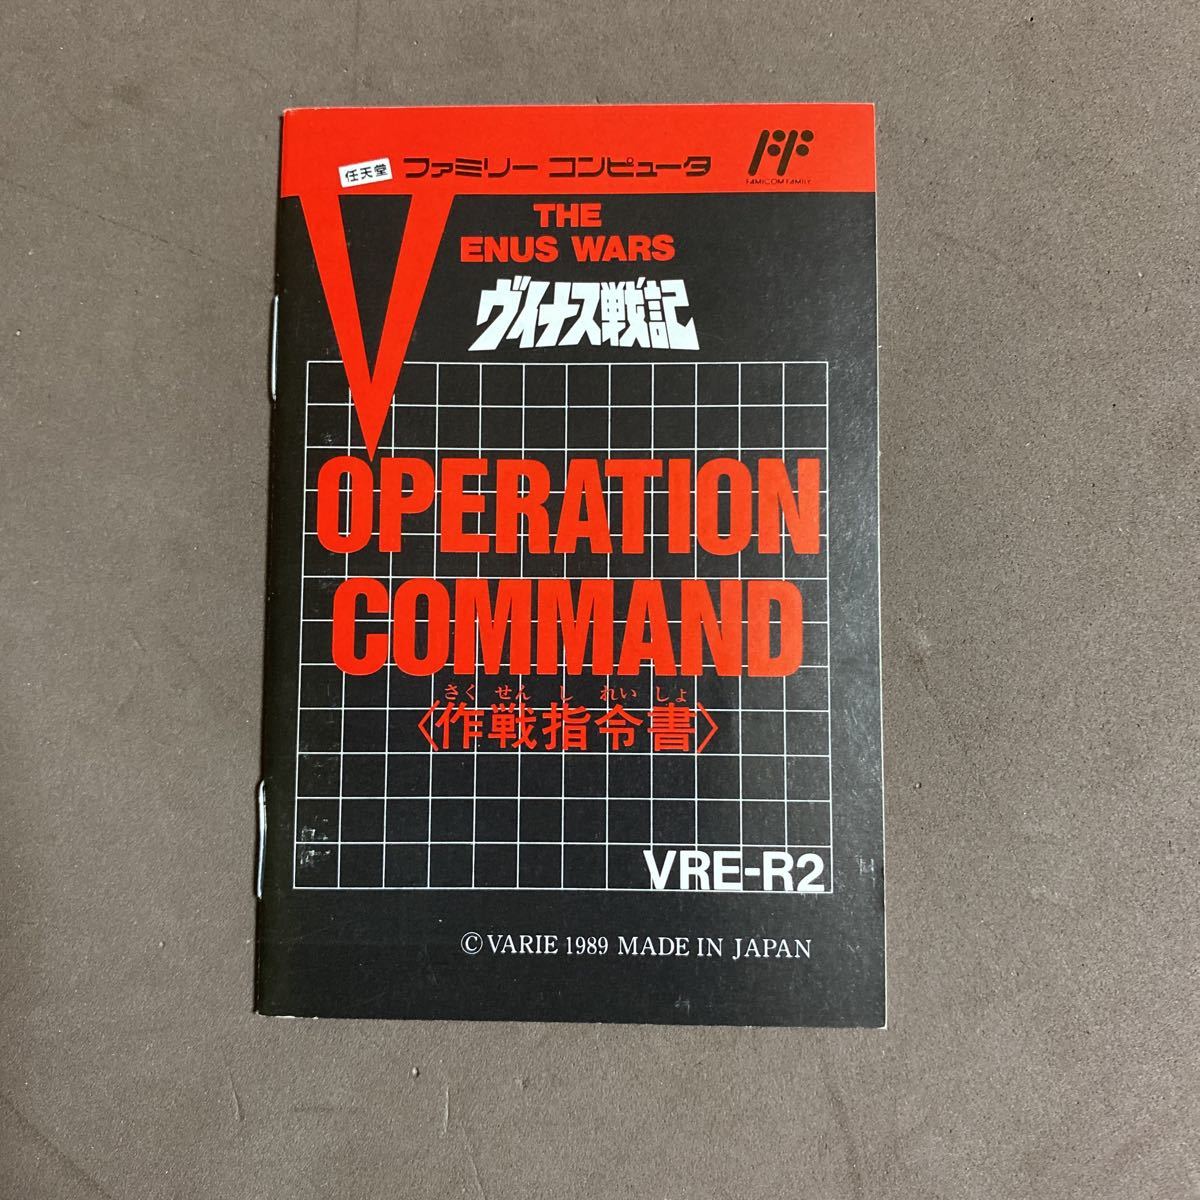 任天堂 ファミリー コンピュータ
FAMICOM FAMILY
THE
VENUS WARS
ヴイナス戦記
OPERATION
COMMAND
さく せん し れい しょ
〈作戦指令書〉
VRE-R2
© VARIE 1989 MADE IN JAPAN